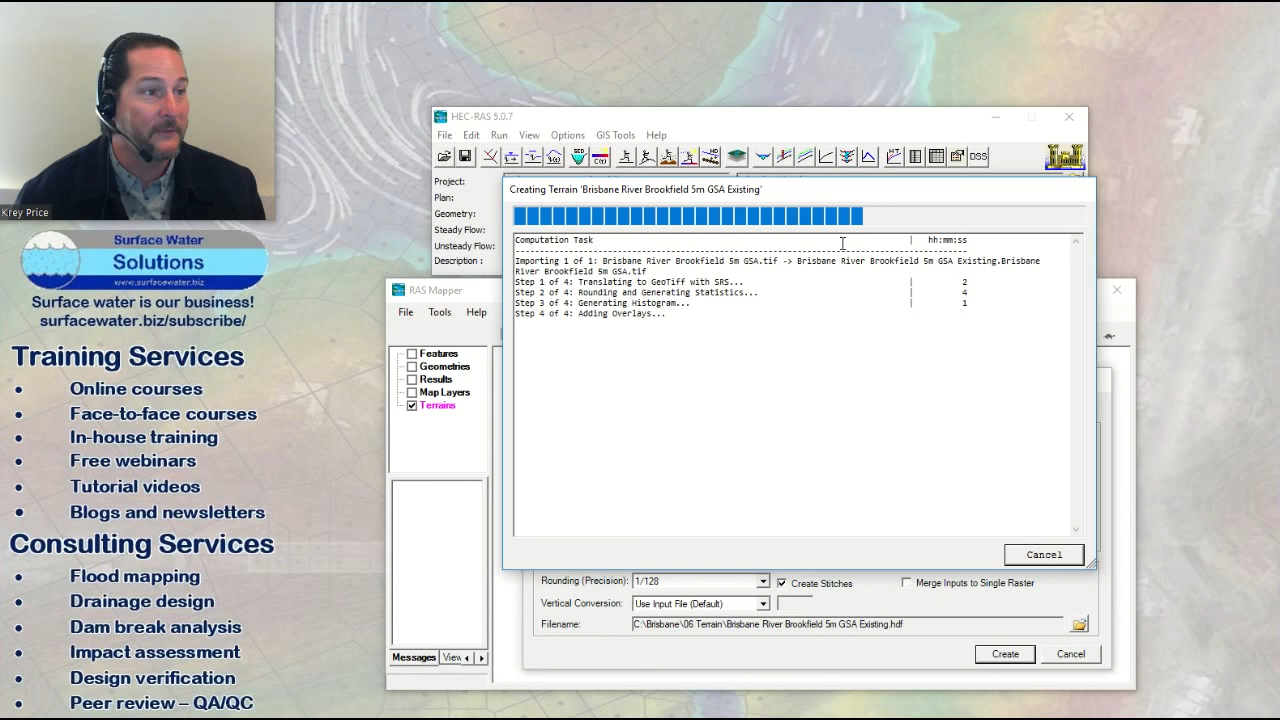 Krey Price
Surface Water
Solutions
www.surfacewater.biz
Surface water is our business!
surfacewater.biz/subscribe/
Training Services
• Online courses
• Face-to-face courses
• In-house training
• Free webinars
• Tutorial videos
• Blogs and newsletters
Consulting Services
• Flood mapping
• Drainage design
• Dam break analysis
• Impact assessment
• Design verification
• Peer review – QA/QC
HEC-RAS 5.0.7
File Edit Run View Options GIS Tools Help
DSS
Project:
Plan:
Geometry:
Steady Flow:
Unsteady Flow:
Description :
Creating Terrain 'Brisbane River Brookfield 5m GSA Existing'
Computation Task | hh:mm:ss
Importing 1 of 1: Brisbane River Brookfield 5m GSA.tif -> Brisbane River Brookfield 5m GSA Existing.Brisbane
River Brookfield 5m GSA.tif
Step 1 of 4: Translating to GeoTiff with SRS... | 2
Step 2 of 4: Rounding and Generating Statistics... | 4
Step 3 of 4: Generating Histogram... | 1
Step 4 of 4: Adding Overlays...
Cancel
RAS Mapper
File Tools Help
Features
Geometries
Results
Map Layers
Terrains
Messages View
Rounding (Precision): 1/128 Create Stitches Merge Inputs to Single Raster
Vertical Conversion: Use Input File (Default)
Filename: C:\Brisbane\06 Terrain\Brisbane River Brookfield 5m GSA Existing.hdf
Create Cancel